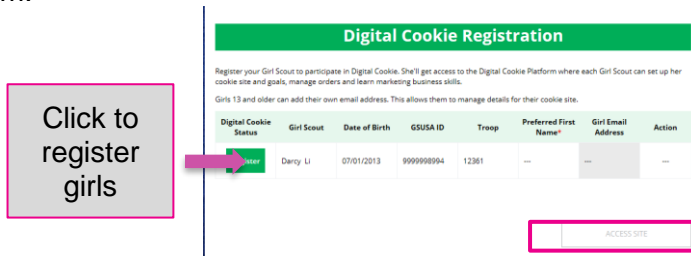 Digital Cookie Registration
Register your Girl Scout to participate in Digital Cookie. She'll get access to the Digital Cookie Platform where each Girl Scout can set up her
cookie site and goals, manage orders and learn marketing business skills.
Girls 13 and older can add their own email address. This allows them to manage details for their cookie site.
Click to
register
girls
Digital Cookie Status Girl Scout Date of Birth GSUSA ID Troop Preferred First Name* Girl Email Address Action
Darcy Li 07/01/2013 9999998994 12361 --- --- ---
ACCESS SITE